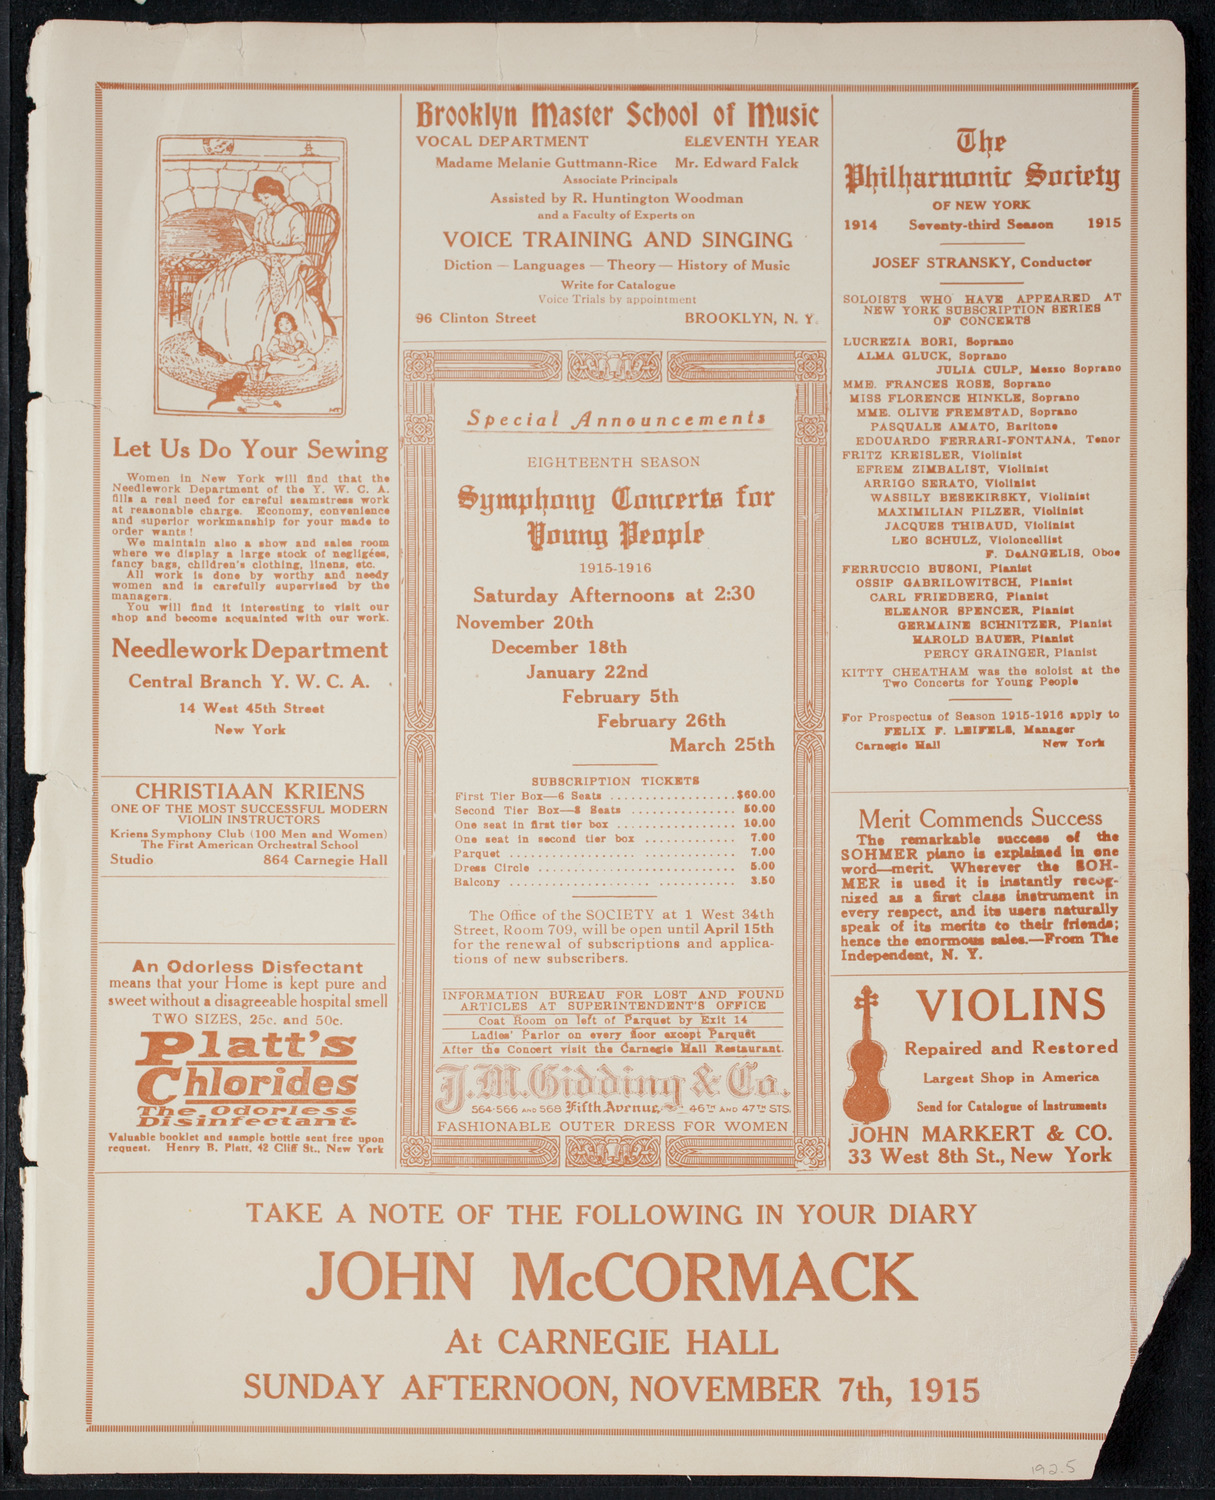 Let Us Do Your Sewing
Women in New York will find that the
Needlework Department of the Y. W. C. A.
fills a real need for careful seamstress work
at reasonable charge. Economy, convenience
and superior workmanship for your made to
order wants!
We maintain also a show and sales room
where we display a large stock of negligées,
fancy bags, children's clothing, linens, etc.
All work is done by worthy and needy
women and is carefully supervised by the
managers.
You will find it interesting to visit our
shop and become acquainted with our work.
Needlework Department
Central Branch Y. W. C. A.
14 West 45th Street
New York
CHRISTIAAN KRIENS
ONE OF THE MOST SUCCESSFUL MODERN
VIOLIN INSTRUCTORS
Kriens Symphony Club (100 Men and Women)
The First American Orchestral School
Studio 864 Carnegie Hall
An Odorless Disfectant
means that your Home is kept pure and
sweet without a disagreeable hospital smell
TWO SIZES, 25c. and 50c.
Platt's
Chlorides
The Odorless
Disinfectant.
Valuable booklet and sample bottle sent free upon
request. Henry B. Platt, 42 Cliff St., New York
Brooklyn Master School of Music
VOCAL DEPARTMENT ELEVENTH YEAR
Madame Melanie Guttmann-Rice Mr. Edward Falck
Associate Principals
Assisted by R. Huntington Woodman
and a Faculty of Experts on
VOICE TRAINING AND SINGING
Diction — Languages — Theory — History of Music
Write for Catalogue
Voice Trials by appointment
96 Clinton Street BROOKLYN, N. Y.
Special Announcements
EIGHTEENTH SEASON
Symphony Concerts for
Young People
1915-1916
Saturday Afternoons at 2:30
November 20th
December 18th
January 22nd
February 5th
February 26th
March 25th
SUBSCRIPTION TICKETS
First Tier Box—6 Seats ..................$60.00
Second Tier Box—8 Seats ............... 50.00
One seat in first tier box ................. 10.00
One seat in second tier box ............. 7.00
Parquet ................................. 7.00
Dress Circle ............................. 5.00
Balcony ................................. 3.50
The Office of the SOCIETY at 1 West 34th
Street, Room 709, will be open until April 15th
for the renewal of subscriptions and applica-
tions of new subscribers.
INFORMATION BUREAU FOR LOST AND FOUND
ARTICLES AT SUPERINTENDENT'S OFFICE
Coat Room on left of Parquet by Exit 14
Ladies' Parlor on every floor except Parquet
After the Concert visit the Carnegie Hall Restaurant.
J. M. Gidding & Co.
564-566 AND 568 Fifth Avenue, 46TH AND 47TH STS.
FASHIONABLE OUTER DRESS FOR WOMEN
The
Philharmonic Society
OF NEW YORK
1914 Seventy-third Season 1915
JOSEF STRANSKY, Conductor
SOLOISTS WHO HAVE APPEARED AT
NEW YORK SUBSCRIPTION SERIES
OF CONCERTS
LUCREZIA BORI, Soprano
ALMA GLUCK, Soprano
JULIA CULP, Mezzo Soprano
MME. FRANCES ROSE, Soprano
MISS FLORENCE HINKLE, Soprano
MME. OLIVE FREMSTAD, Soprano
PASQUALE AMATO, Baritone
EDOUARDO FERRARI-FONTANA, Tenor
FRITZ KREISLER, Violinist
EFREM ZIMBALIST, Violinist
ARRIGO SERATO, Violinist
WASSILY BESEKIRSKY, Violinist
MAXIMILIAN PILZER, Violinist
JACQUES THIBAUD, Violinist
LEO SCHULZ, Violoncellist
F. DeANGELIS, Oboe
FERRUCCIO BUSONI, Pianist
OSSIP GABRILOWITSCH, Pianist
CARL FRIEDBERG, Pianist
ELEANOR SPENCER, Pianist
GERMAINE SCHNITZER, Pianist
HAROLD BAUER, Pianist
PERCY GRAINGER, Pianist
KITTY CHEATHAM was the soloist at the
Two Concerts for Young People
For Prospectus of Season 1915-1916 apply to
FELIX F. LEIFELS, Manager
Carnegie Hall New York
Merit Commends Success
The remarkable success of the
SOHMER piano is explained in one
word—merit. Wherever the SOH-
MER is used it is instantly recog-
nized as a first class instrument in
every respect, and its users naturally
speak of its merits to their friends;
hence the enormous sales.—From The
Independent, N. Y.
VIOLINS
Repaired and Restored
Largest Shop in America
Send for Catalogue of Instruments
JOHN MARKERT & CO.
33 West 8th St., New York
TAKE A NOTE OF THE FOLLOWING IN YOUR DIARY
JOHN McCORMACK
At CARNEGIE HALL
SUNDAY AFTERNOON, NOVEMBER 7th, 1915
192.5